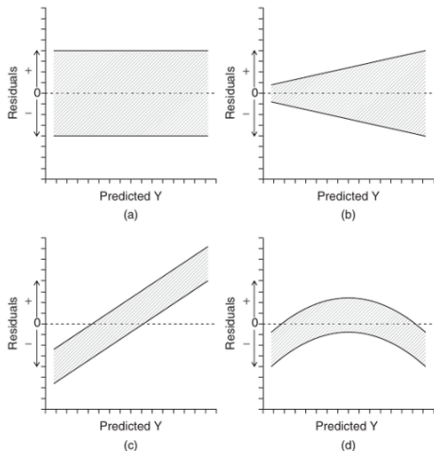 Residuals
+
0
−
Predicted Y
(a)
Residuals
+
0
−
Predicted Y
(b)
Residuals
+
0
−
Predicted Y
(c)
Residuals
+
0
−
Predicted Y
(d)